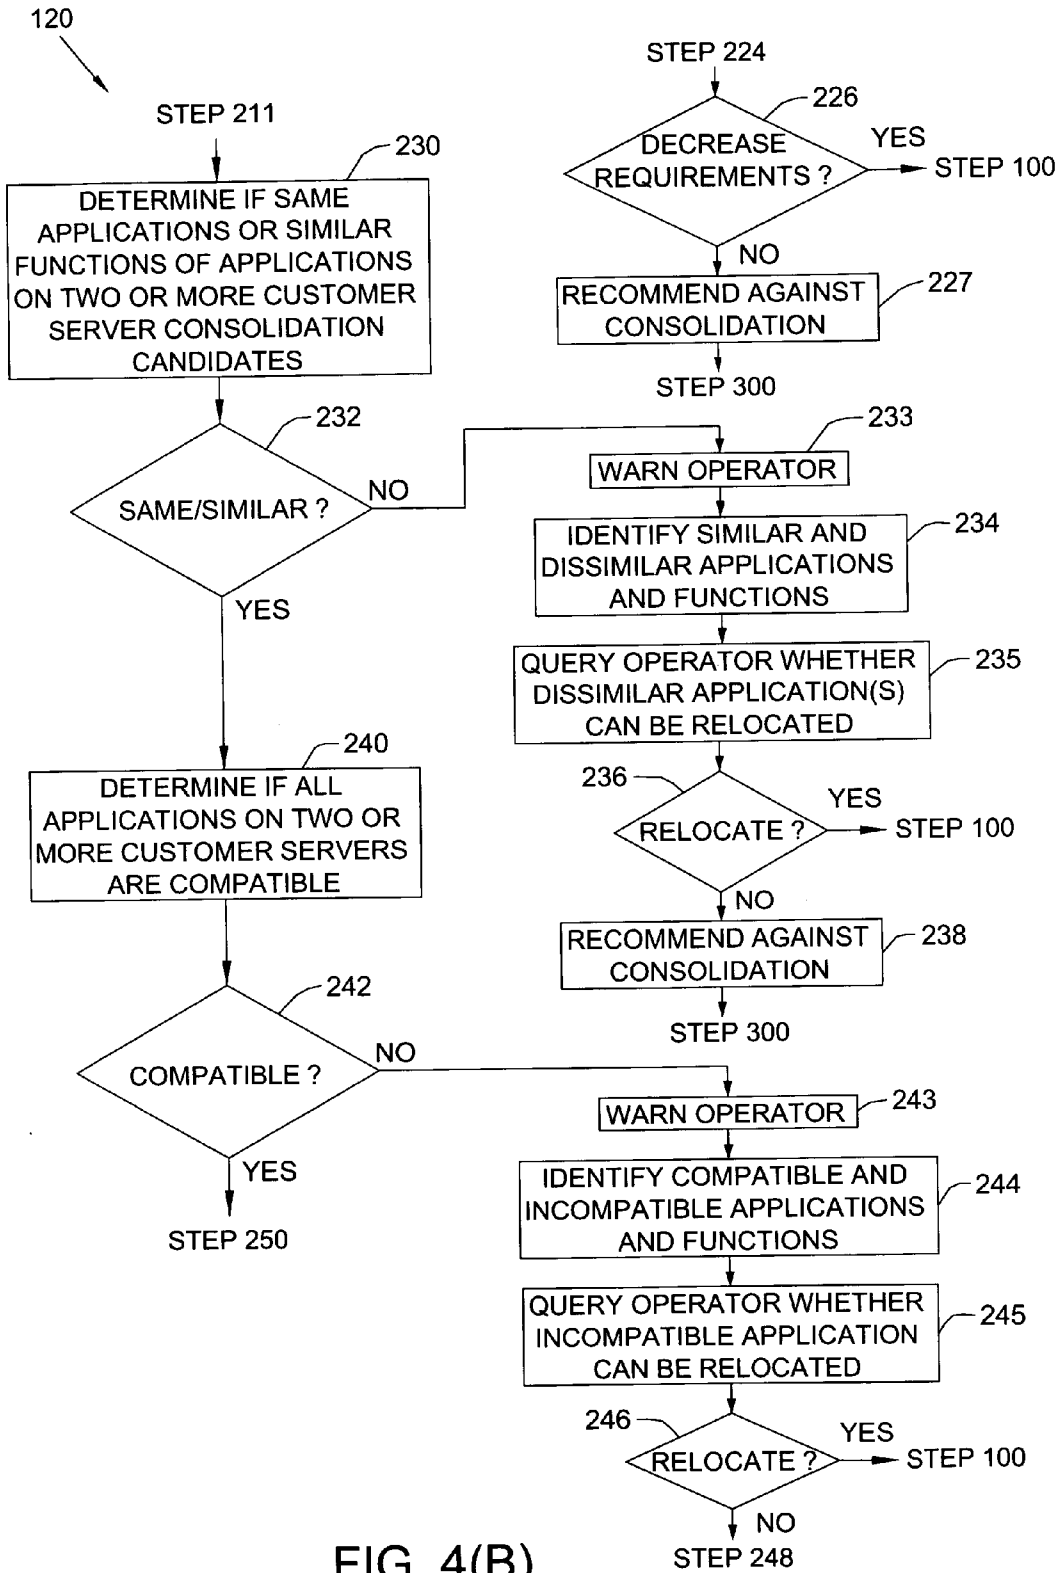 120
STEP 211
230
DETERMINE IF SAME
APPLICATIONS OR SIMILAR
FUNCTIONS OF APPLICATIONS
ON TWO OR MORE CUSTOMER
SERVER CONSOLIDATION
CANDIDATES
232
SAME/SIMILAR ?
NO
YES
240
DETERMINE IF ALL
APPLICATIONS ON TWO OR
MORE CUSTOMER SERVERS
ARE COMPATIBLE
242
COMPATIBLE ?
NO
YES
STEP 250
STEP 224
226
DECREASE
REQUIREMENTS ?
YES
STEP 100
NO
227
RECOMMEND AGAINST
CONSOLIDATION
STEP 300
233
WARN OPERATOR
234
IDENTIFY SIMILAR AND
DISSIMILAR APPLICATIONS
AND FUNCTIONS
235
QUERY OPERATOR WHETHER
DISSIMILAR APPLICATION(S)
CAN BE RELOCATED
236
RELOCATE ?
YES
STEP 100
NO
238
RECOMMEND AGAINST
CONSOLIDATION
STEP 300
243
WARN OPERATOR
244
IDENTIFY COMPATIBLE AND
INCOMPATIBLE APPLICATIONS
AND FUNCTIONS
245
QUERY OPERATOR WHETHER
INCOMPATIBLE APPLICATION
CAN BE RELOCATED
246
RELOCATE ?
YES
STEP 100
NO
STEP 248
FIG. 4(B)